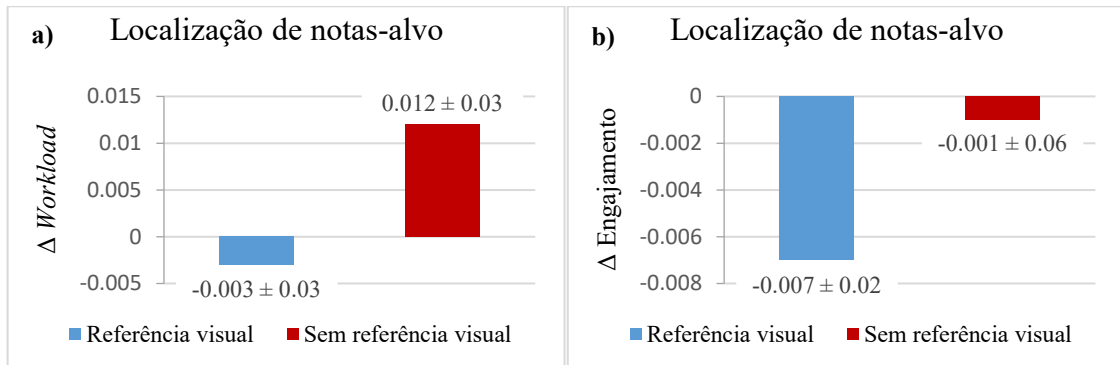 a) Localização de notas-alvo
Δ Workload
0.015
0.01
0.005
0
-0.005
0.012 ± 0.03
-0.003 ± 0.03
Referência visual
Sem referência visual
b) Localização de notas-alvo
Δ Engajamento
0
-0.002
-0.004
-0.006
-0.008
-0.001 ± 0.06
-0.007 ± 0.02
Referência visual
Sem referência visual